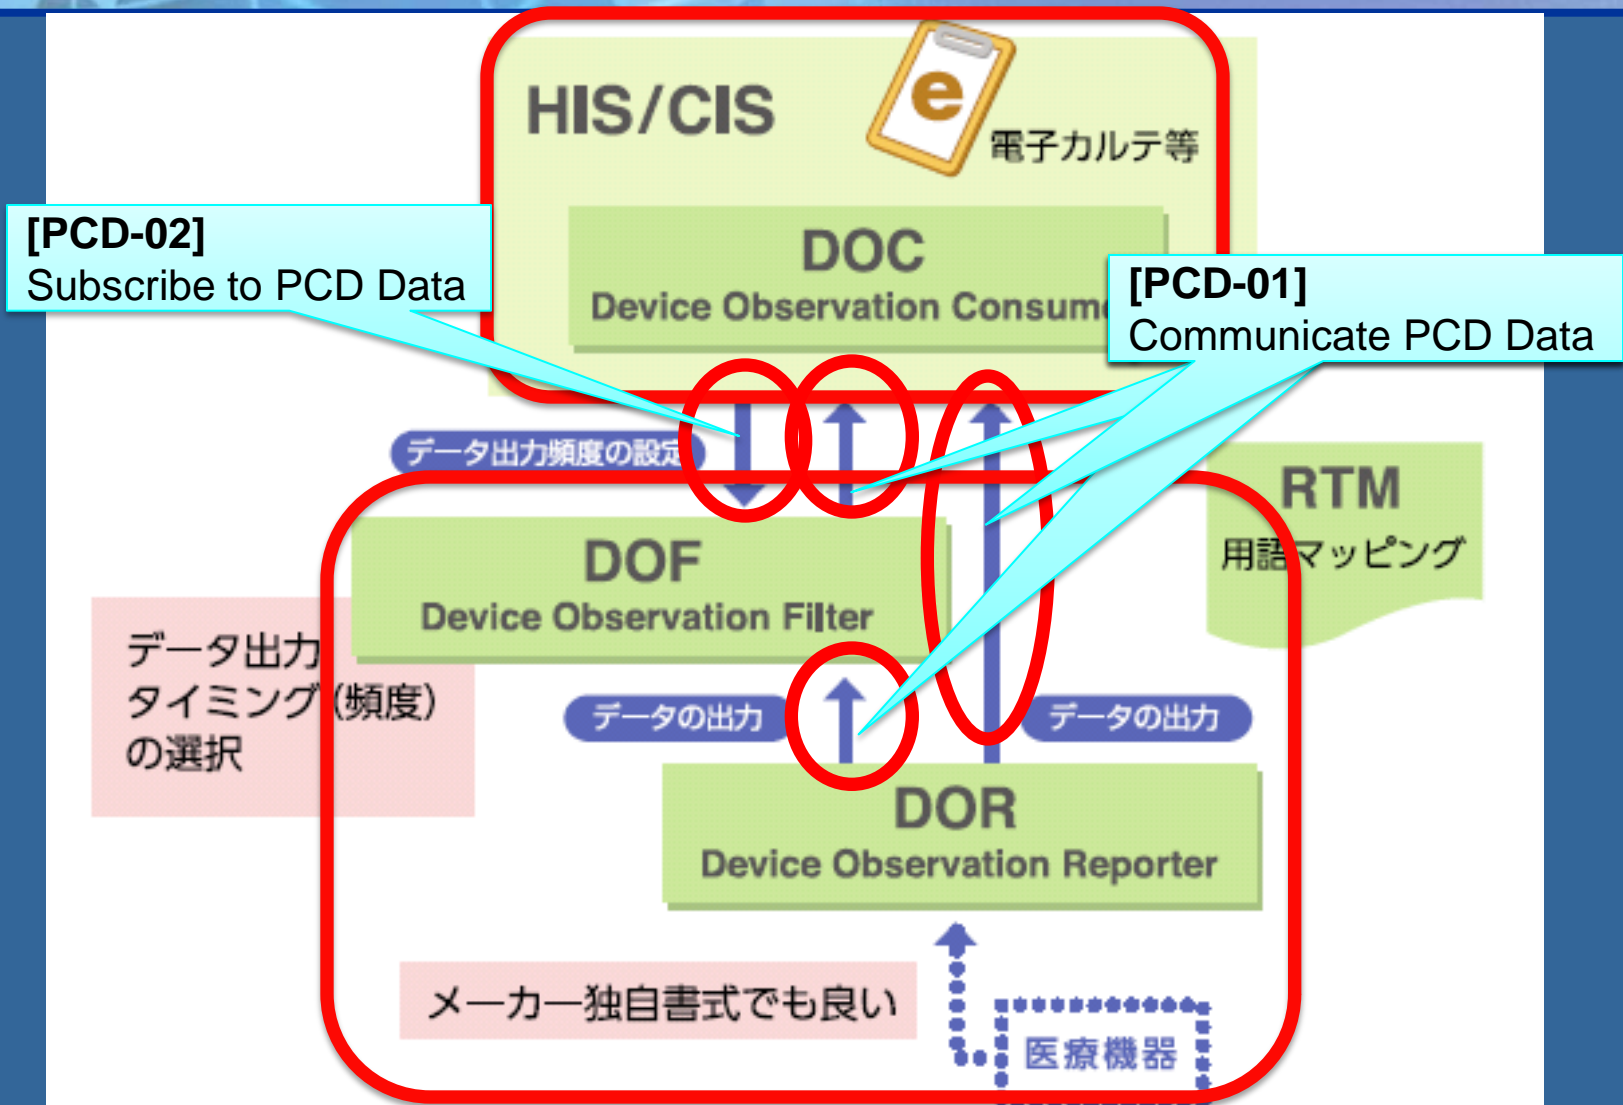 HIS/CIS
e
電子カルテ等
[PCD-02]
Subscribe to PCD Data
DOC
Device Observation Consume
[PCD-01]
Communicate PCD Data
データ出力頻度の設定
RTM
用語マッピング
DOF
Device Observation Filter
データ出力
タイミング(頻度)
の選択
データの出力
データの出力
DOR
Device Observation Reporter
メーカー独自書式でも良い
医療機器